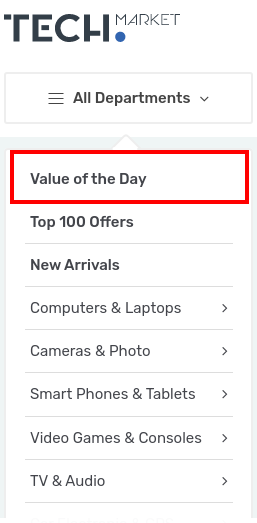 TECH MARKET
All Departments
Value of the Day
Top 100 Offers
New Arrivals
Computers & Laptops
Cameras & Photo
Smart Phones & Tablets
Video Games & Consoles
TV & Audio